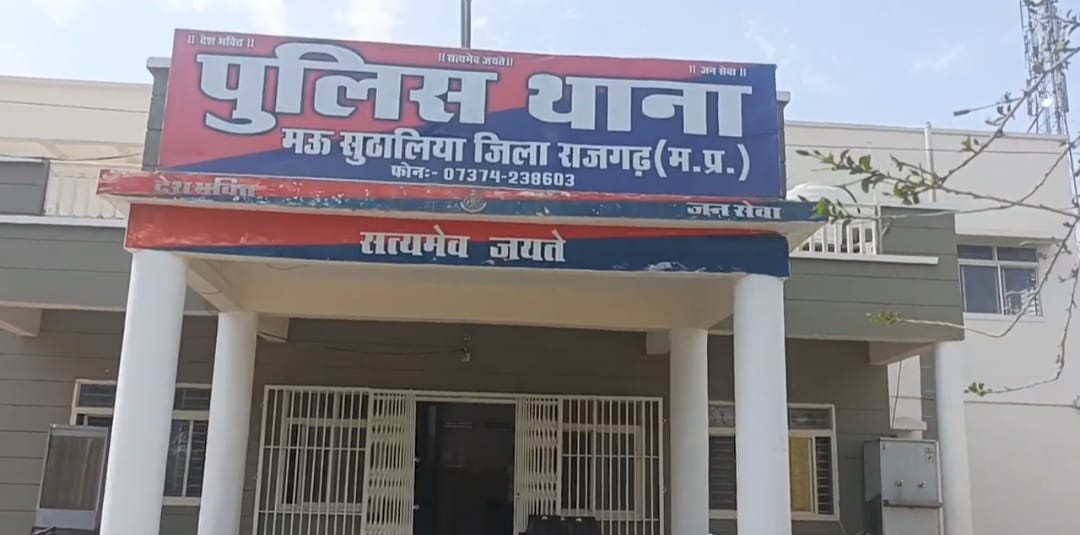 ॥ देश भक्ति ॥ ॥ सत्यमेव जयते॥ ॥ जन सेवा ॥
पुलिस थाना
मऊ सुठालिया जिला राजगढ़ (म.प्र.)
फोनः- 07374-238603
देश भक्ति जन सेवा
सत्यमेव जयते